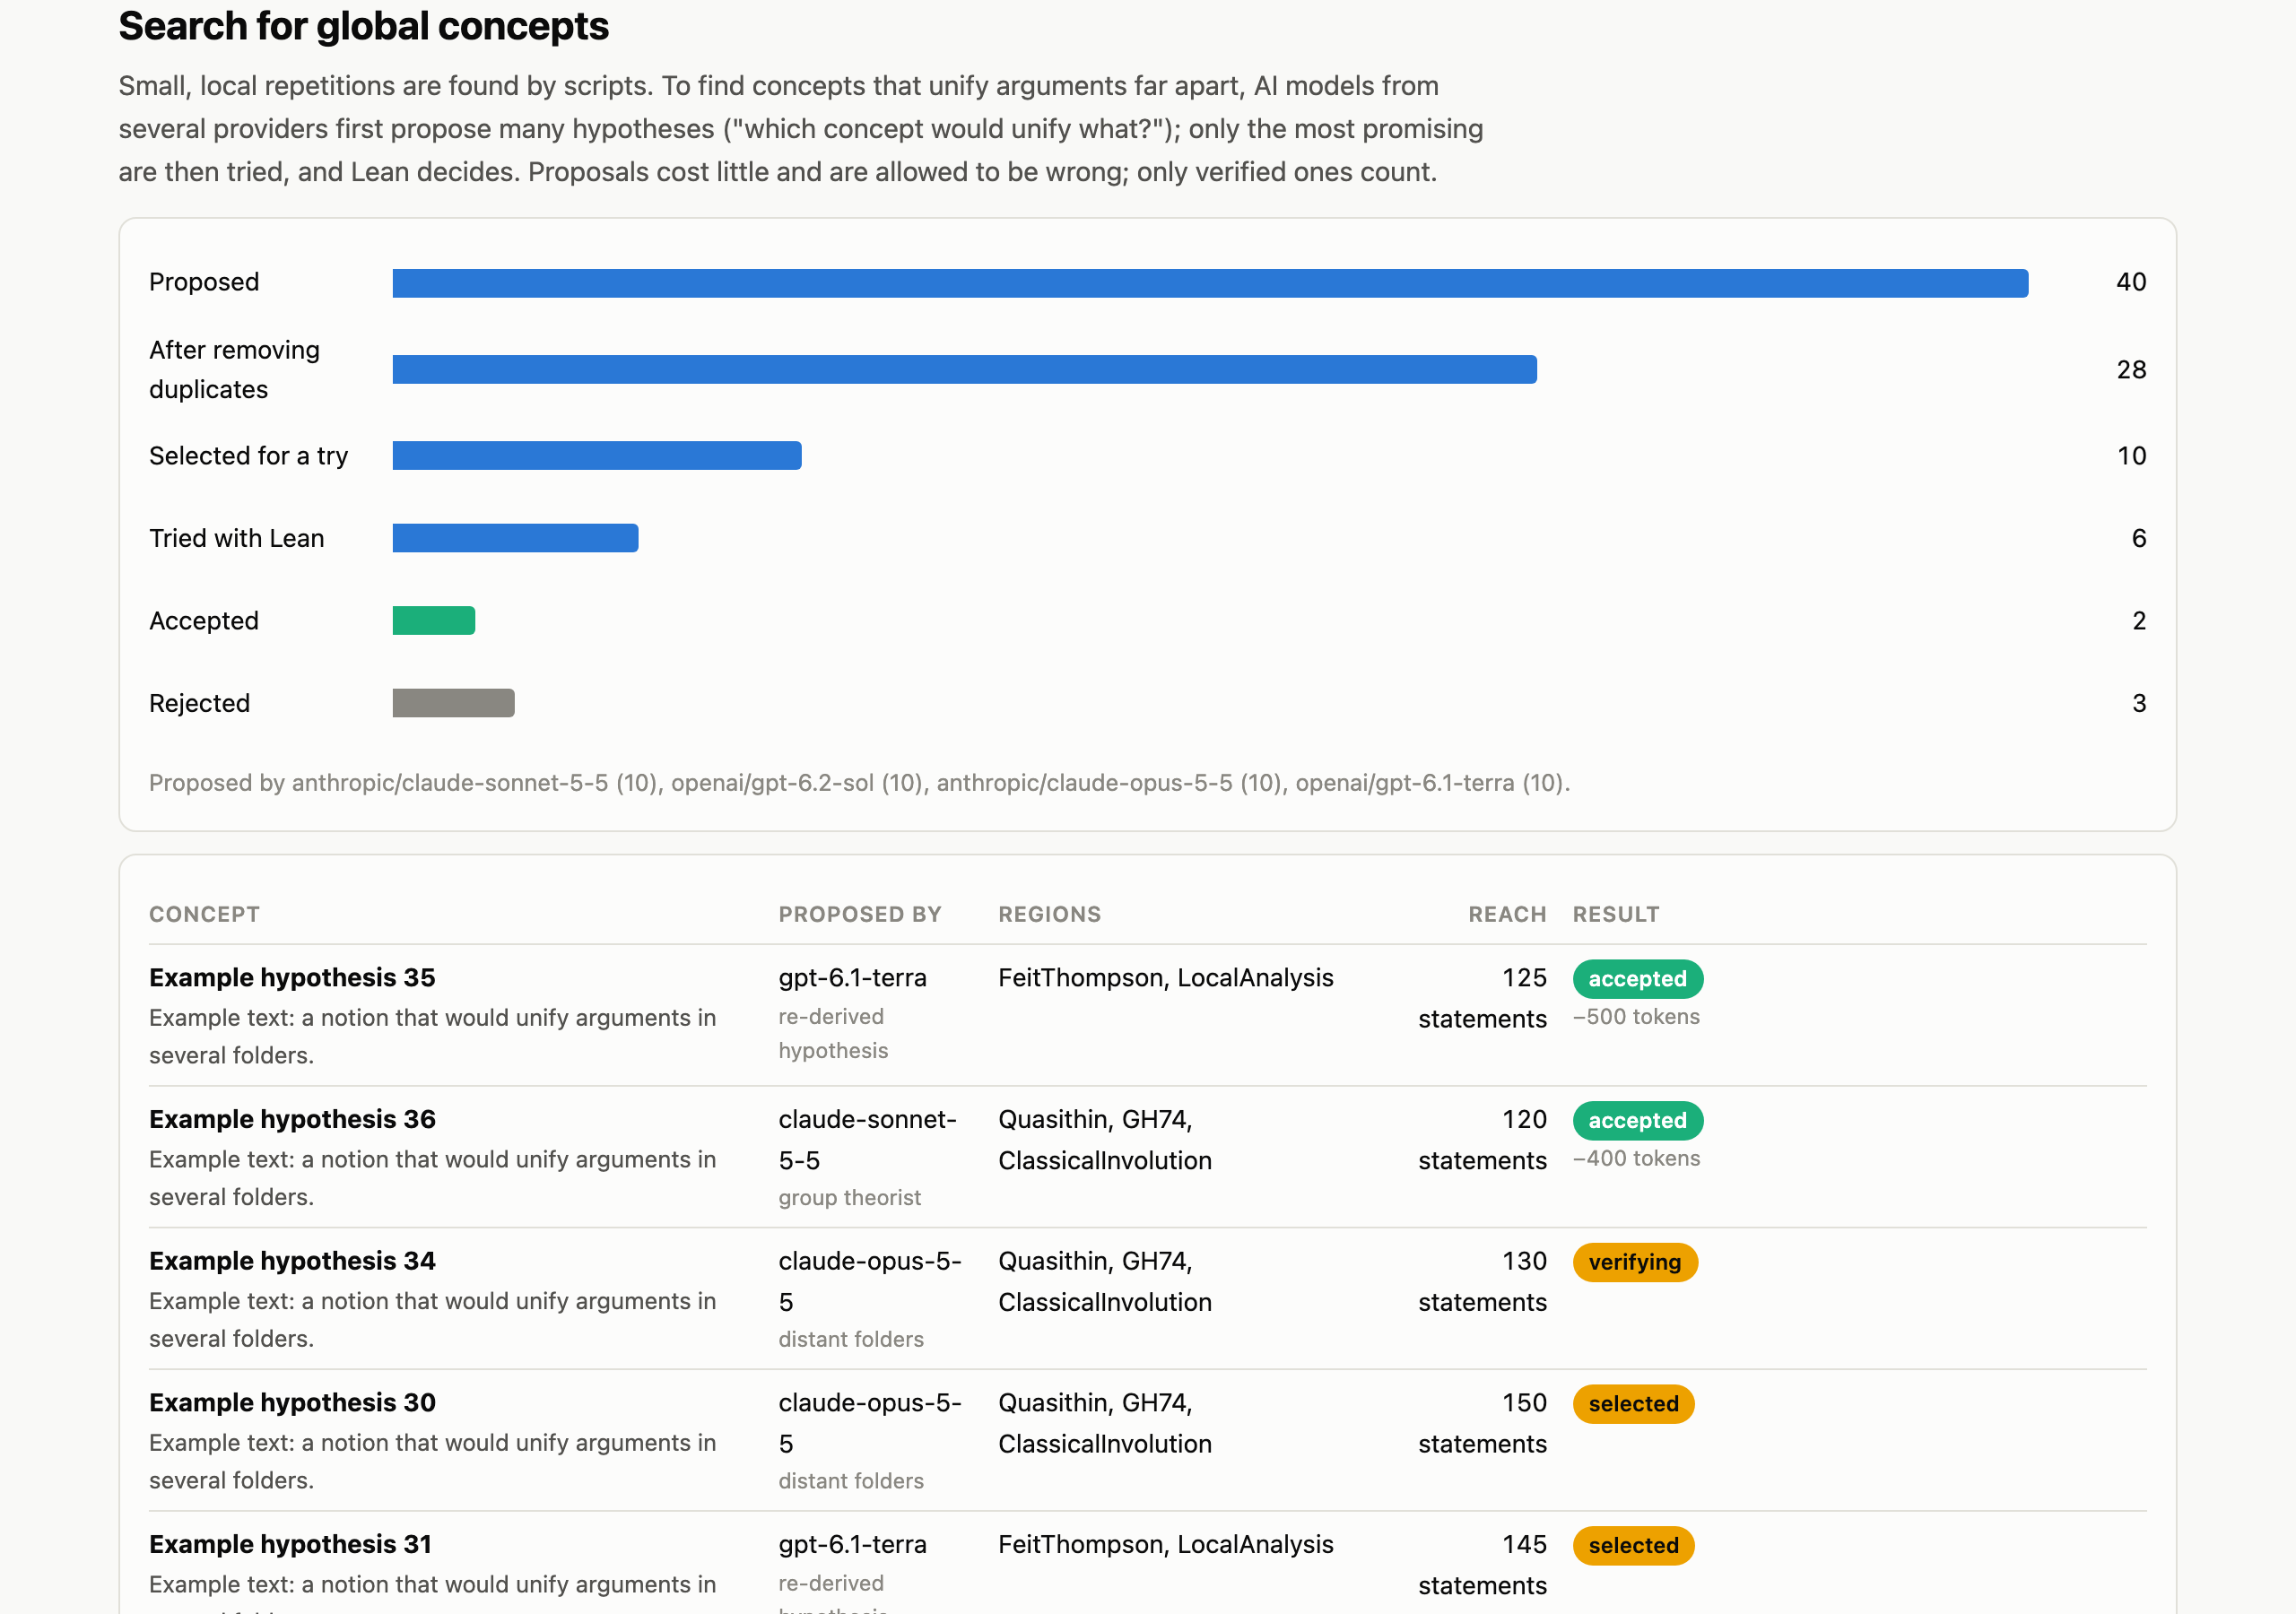 Search for global concepts
Small, local repetitions are found by scripts. To find concepts that unify arguments far apart, AI models from
several providers first propose many hypotheses ("which concept would unify what?"); only the most promising
are then tried, and Lean decides. Proposals cost little and are allowed to be wrong; only verified ones count.
Proposed 40
After removing
duplicates 28
Selected for a try 10
Tried with Lean 6
Accepted 2
Rejected 3
Proposed by anthropic/claude-sonnet-5-5 (10), openai/gpt-6.2-sol (10), anthropic/claude-opus-5-5 (10), openai/gpt-6.1-terra (10).
CONCEPT PROPOSED BY REGIONS REACH RESULT
Example hypothesis 35 gpt-6.1-terra FeitThompson, LocalAnalysis 125 accepted
Example text: a notion that would unify arguments in re-derived statements −500 tokens
several folders. hypothesis
Example hypothesis 36 claude-sonnet- Quasithin, GH74, 120 accepted
Example text: a notion that would unify arguments in 5-5 ClassicalInvolution statements −400 tokens
several folders. group theorist
Example hypothesis 34 claude-opus-5- Quasithin, GH74, 130 verifying
Example text: a notion that would unify arguments in 5 ClassicalInvolution statements
several folders. distant folders
Example hypothesis 30 claude-opus-5- Quasithin, GH74, 150 selected
Example text: a notion that would unify arguments in 5 ClassicalInvolution statements
several folders. distant folders
Example hypothesis 31 gpt-6.1-terra FeitThompson, LocalAnalysis 145 selected
Example text: a notion that would unify arguments in re-derived statements